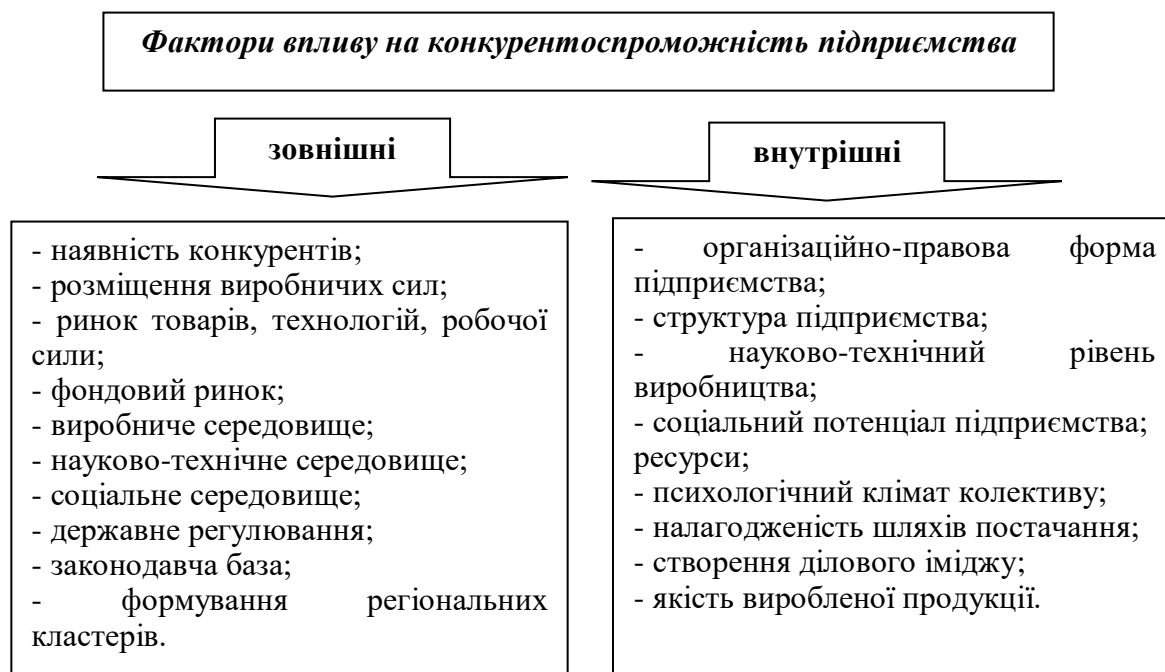 Фактори впливу на конкурентоспроможність підприємства
зовнішні
- наявність конкурентів;
- розміщення виробничих сил;
- ринок товарів, технологій, робочої
сили;
- фондовий ринок;
- виробниче середовище;
- науково-технічне середовище;
- соціальне середовище;
- державне регулювання;
- законодавча база;
- формування регіональних
кластерів.
внутрішні
- організаційно-правова форма
підприємства;
- структура підприємства;
- науково-технічний рівень
виробництва;
- соціальний потенціал підприємства;
ресурси;
- психологічний клімат колективу;
- налагодженість шляхів постачання;
- створення ділового іміджу;
- якість виробленої продукції.